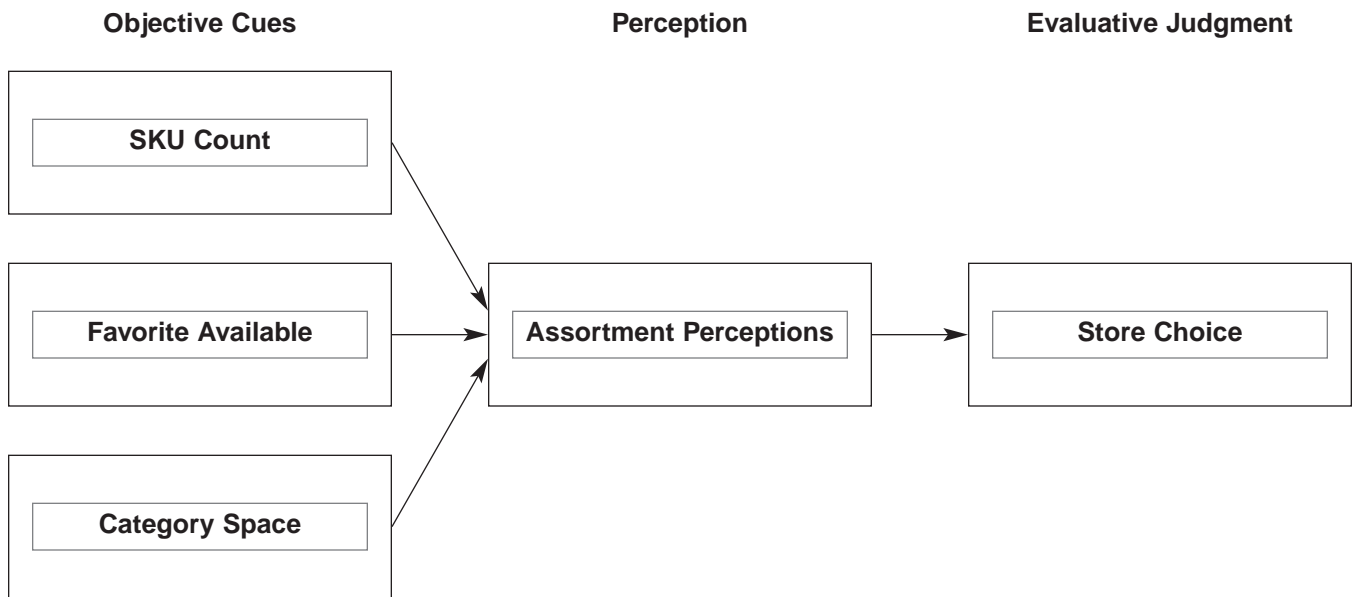 Objective Cues
Perception
Evaluative Judgment
SKU Count
Favorite Available
Assortment Perceptions
Store Choice
Category Space